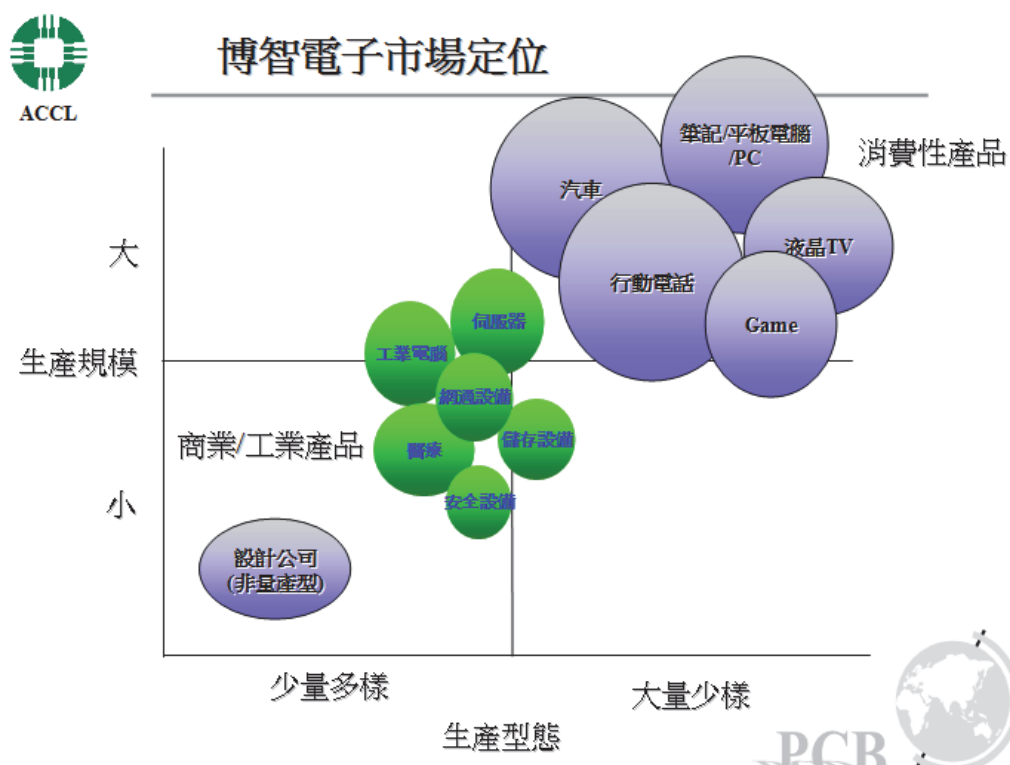 博智電子市場定位
ACCL
筆記/平板電腦
/PC
消費性產品
汽車
大
液晶TV
行動電話
伺服器
Game
工業電腦
生產規模
網通設備
商業/工業產品
醫療
儲存設備
小
安全設備
設計公司
(非量產型)
少量多樣
大量少樣
生產型態
PCB